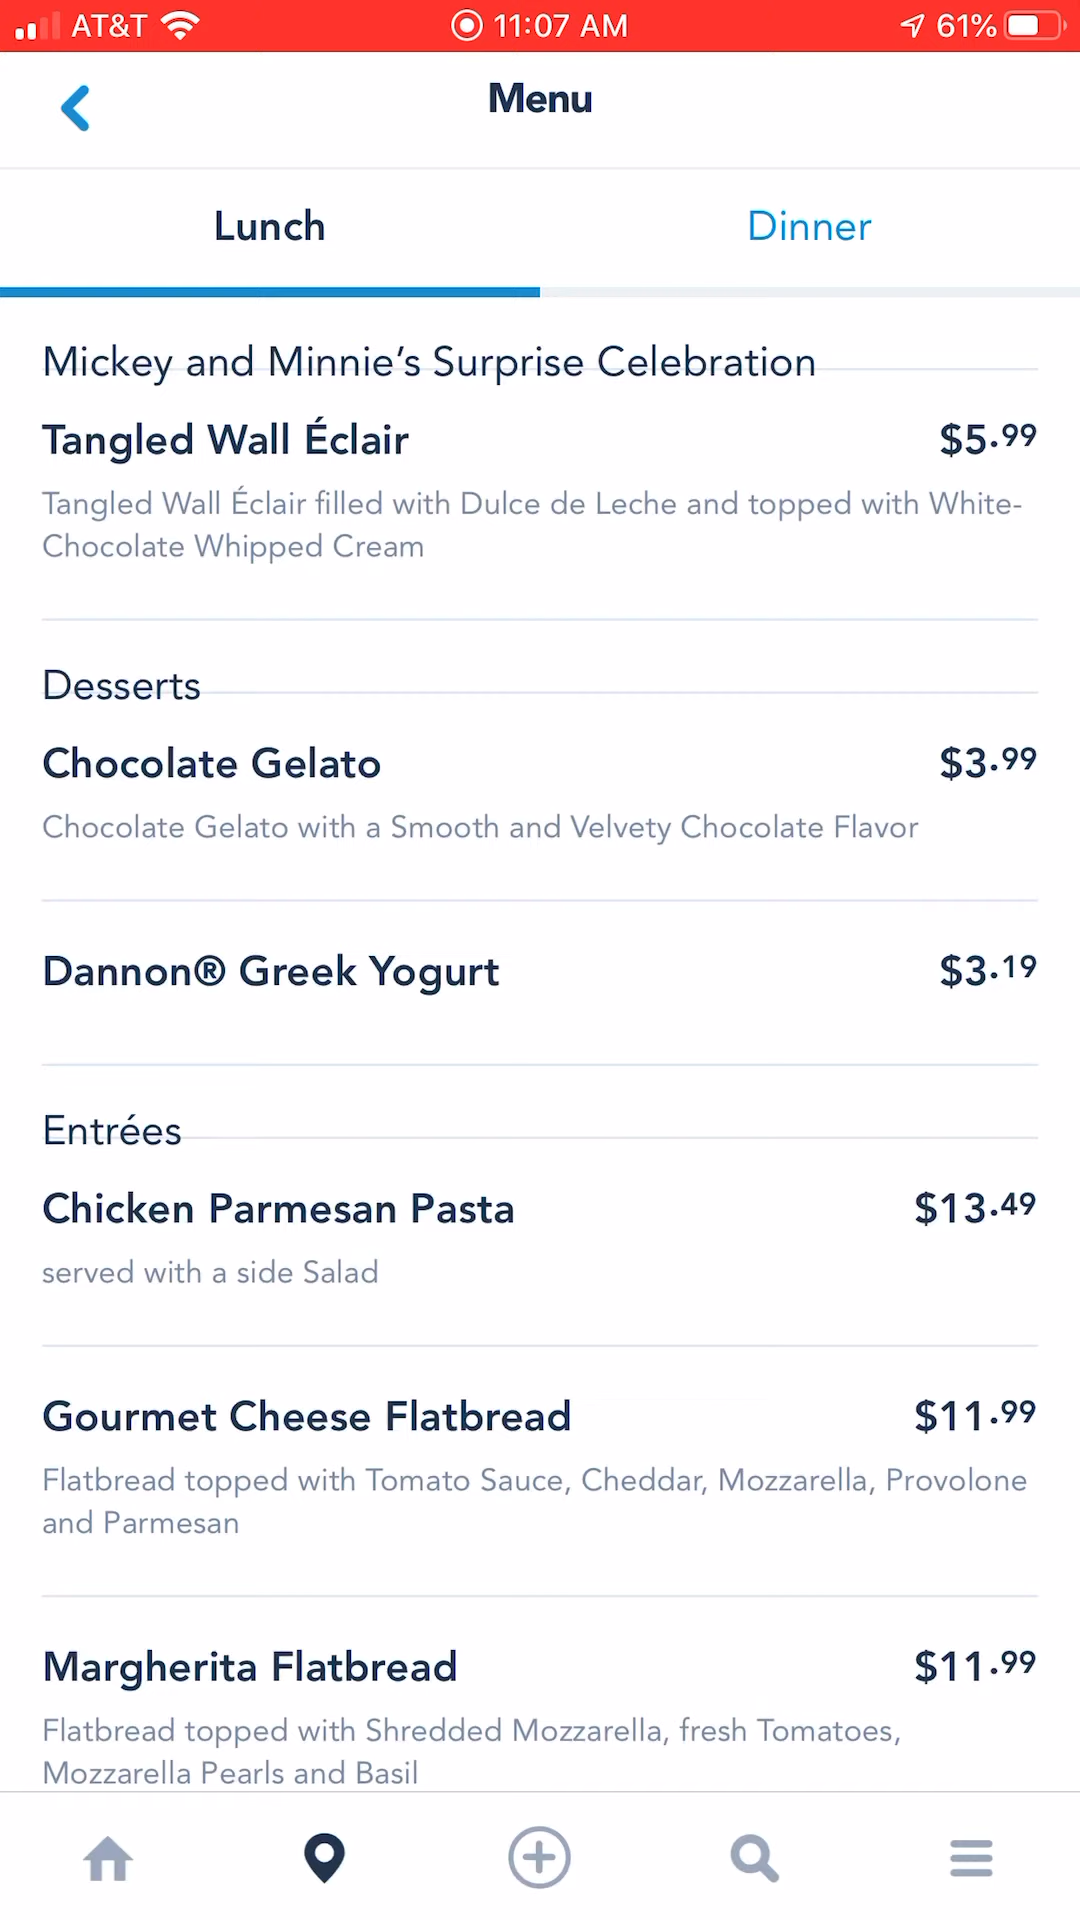 AT&T 11:07 AM 61%
Menu
Lunch Dinner
Mickey and Minnie’s Surprise Celebration
Tangled Wall Éclair $5.99
Tangled Wall Éclair filled with Dulce de Leche and topped with White-
Chocolate Whipped Cream
Desserts
Chocolate Gelato $3.99
Chocolate Gelato with a Smooth and Velvety Chocolate Flavor
Dannon® Greek Yogurt $3.19
Entrées
Chicken Parmesan Pasta $13.49
served with a side Salad
Gourmet Cheese Flatbread $11.99
Flatbread topped with Tomato Sauce, Cheddar, Mozzarella, Provolone
and Parmesan
Margherita Flatbread $11.99
Flatbread topped with Shredded Mozzarella, fresh Tomatoes,
Mozzarella Pearls and Basil